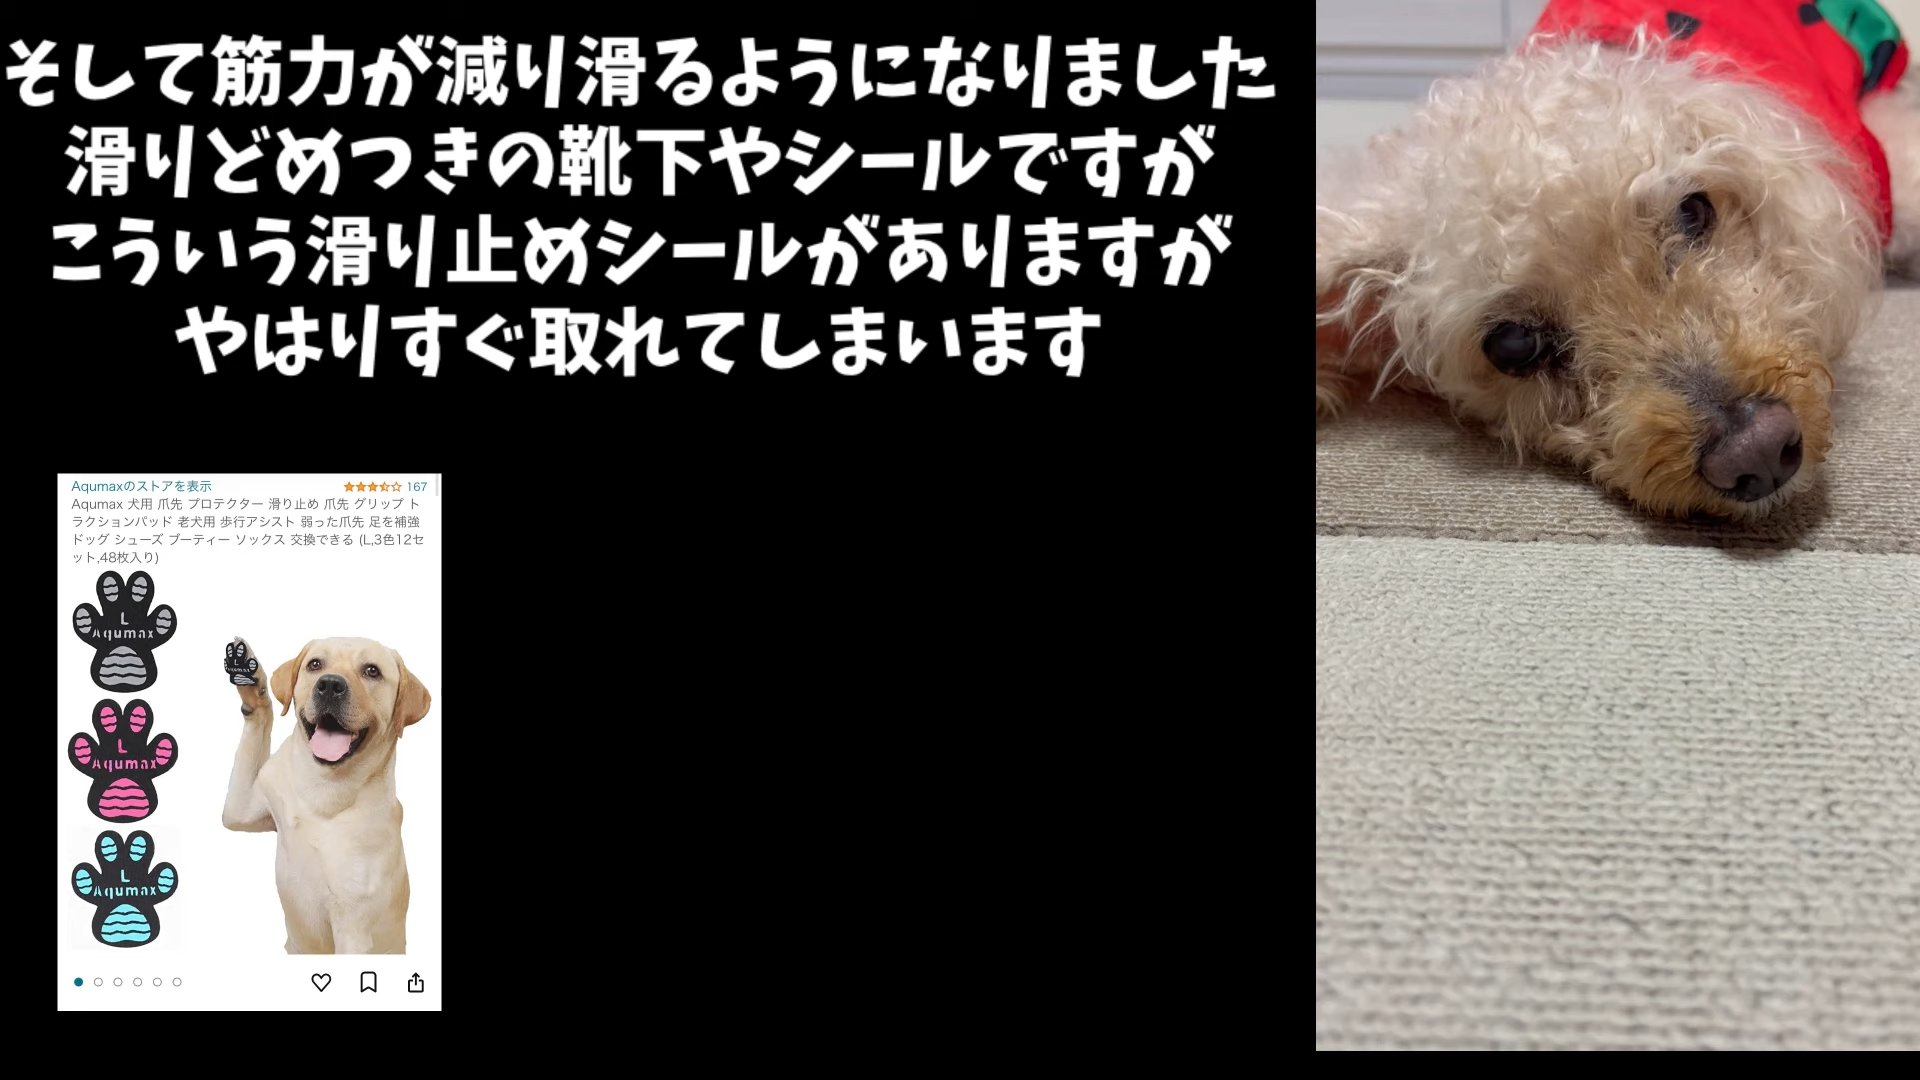 そして筋力が減り滑るようになりました
滑りどめつきの靴下やシールですが
こういう滑り止めシールがありますが
やはりすぐ取れてしまいます
Aqumaxのストアを表示 167
Aqumax 犬用 爪先 プロテクター 滑り止め 爪先 グリップ ト
ラクションパッド 老犬用 歩行アシスト 弱った爪先 足を補強
ドッグ シューズ ブーティー ソックス 交換できる (L,3色12セ
ット,48枚入り)
L
Aqumax
L
Aqumax
L
Aqumax
L
Aqumax